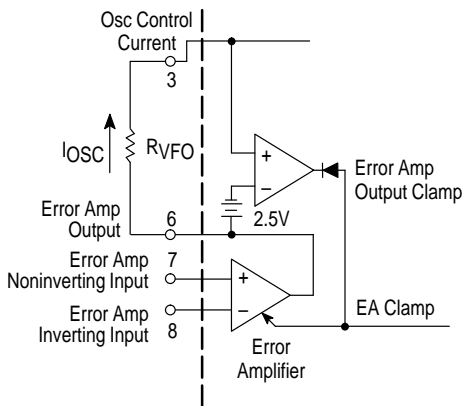 Osc Control
Current
3
IOSC
RVFO
+
−
Error Amp
Output Clamp
2.5V
Error Amp
Output
6
Error Amp
Noninverting Input
7
+
−
Error Amp
Inverting Input
8
EA Clamp
Error
Amplifier